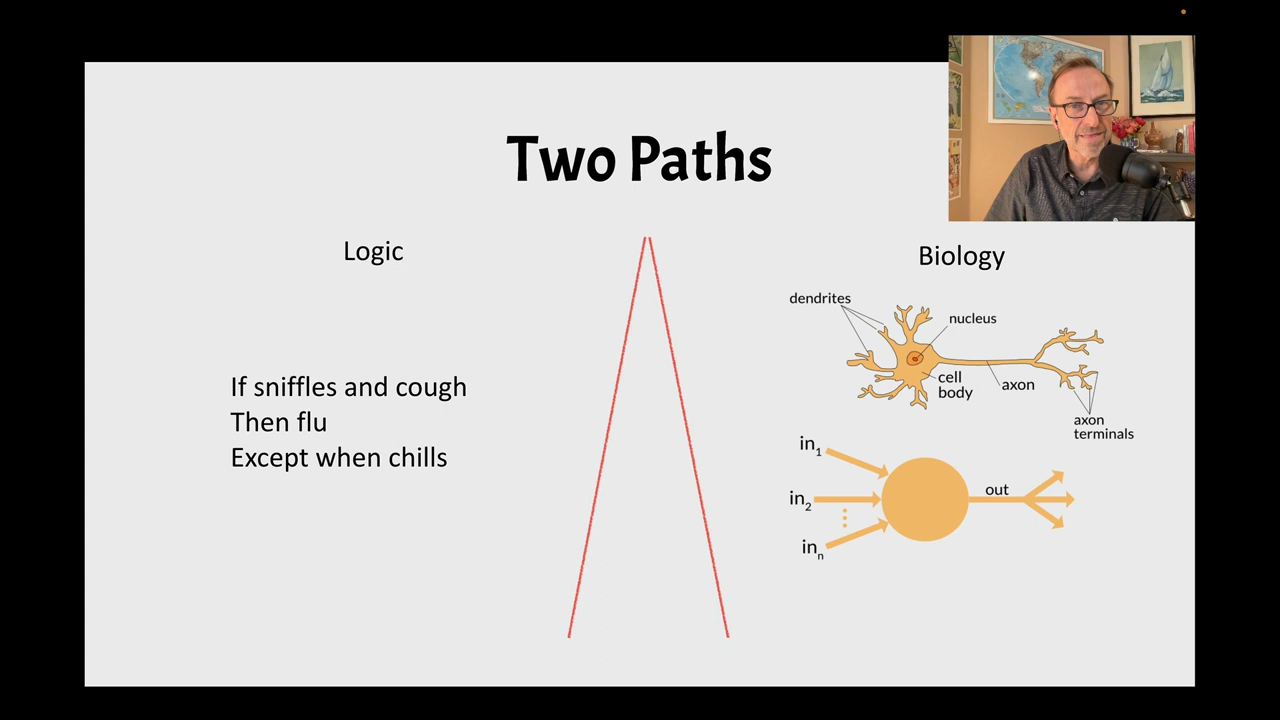 Two Paths
Logic
If sniffles and cough
Then flu
Except when chills
Biology
dendrites
nucleus
cell
body
axon
axon
terminals
in1
in2
inn
out